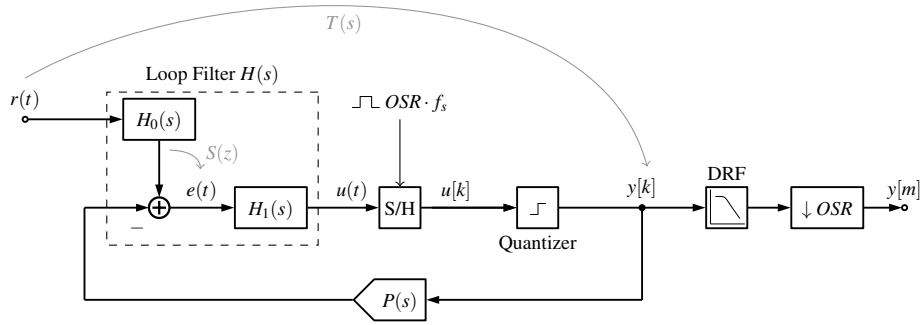 T(s)
Loop Filter H(s)
r(t)
H₀(s)
OSR · fₛ
S(z)
e(t)
H₁(s)
u(t)
S/H
u[k]
Quantizer
y[k]
DRF
↓ OSR
y[m]
−
P(s)